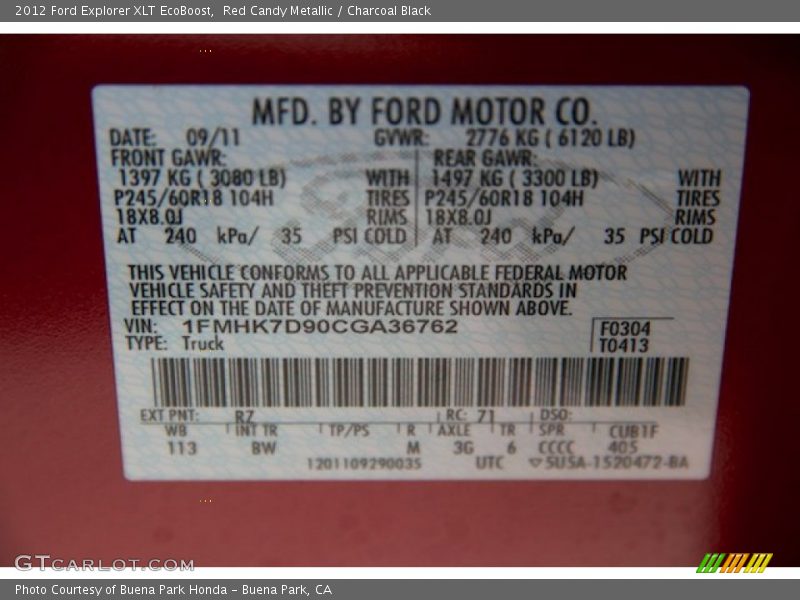 2012 Ford Explorer XLT EcoBoost,  Red Candy Metallic / Charcoal Black
MFD. BY FORD MOTOR CO.
DATE: 09/11 GVWR: 2776 KG ( 6120 LB)
FRONT GAWR: REAR GAWR:
1397 KG ( 3080 LB) WITH 1497 KG ( 3300 LB) WITH
P245/60R18 104H TIRES P245/60R18 104H TIRES
18X8.0J RIMS 18X8.0J RIMS
AT 240 kPa/ 35 PSI COLD AT 240 kPa/ 35 PSI COLD
THIS VEHICLE CONFORMS TO ALL APPLICABLE FEDERAL MOTOR
VEHICLE SAFETY AND THEFT PREVENTION STANDARDS IN
EFFECT ON THE DATE OF MANUFACTURE SHOWN ABOVE.
VIN: 1FMHK7D90CGA36762 F0304
TYPE: Truck T0413
EXT PNT: RZ RC: 71 DSO:
WB INT TR TP/PS R AXLE TR SPR CUB1F
113 BW M 3G 6 CCCC 405
1201109290035 UTC ▽5U5A-1520472-BA
GTCARLOT.COM
Photo Courtesy of Buena Park Honda - Buena Park, CA